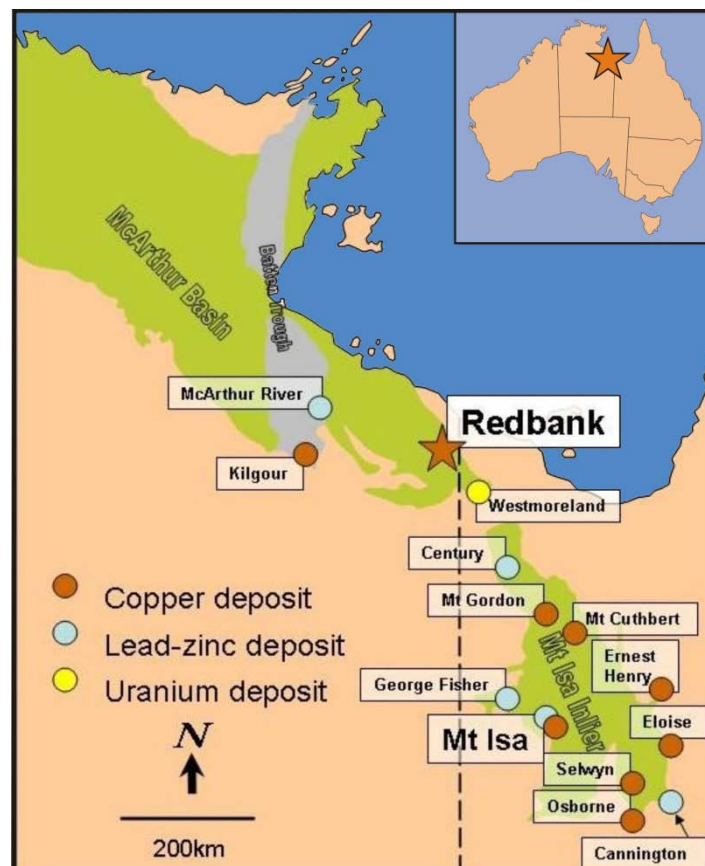 McArthur Basin
Batten Trough
McArthur River
Kilgour
Redbank
Westmoreland
Century
Mt Gordon
Mt Cuthbert
Ernest
Henry
George Fisher
Mt Isa Inlier
Eloise
Mt Isa
Selwyn
Osborne
Cannington
Copper deposit
Lead-zinc deposit
Uranium deposit
N
200km